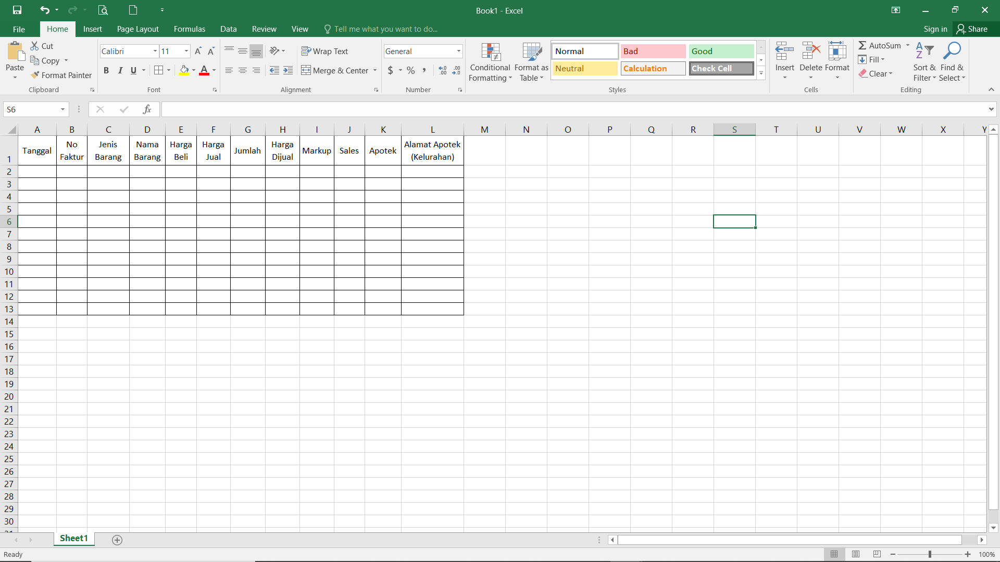 Book1 - Excel
File Home Insert Page Layout Formulas Data Review View Tell me what you want to do... Sign in Share
Paste
Cut
Copy
Format Painter
Clipboard
Calibri 11
B I U
Font
Wrap Text
Merge & Center
Alignment
General
$ % ,
Number
Conditional
Formatting
Format as
Table
Normal Bad Good
Neutral Calculation Check Cell
Styles
Insert Delete Format
Cells
AutoSum
Fill
Clear
Sort &
Filter
Find &
Select
Editing
S6 fx
A B C D E F G H I J K L M N O P Q R S T U V W X Y
1 Tanggal No Faktur Jenis Barang Nama Barang Harga Beli Harga Jual Jumlah Harga Dijual Markup Sales Apotek Alamat Apotek (Kelurahan)
2
3
4
5
6
7
8
9
10
11
12
13
14
15
16
17
18
19
20
21
22
23
24
25
26
27
28
29
30
Sheet1
Ready 100%